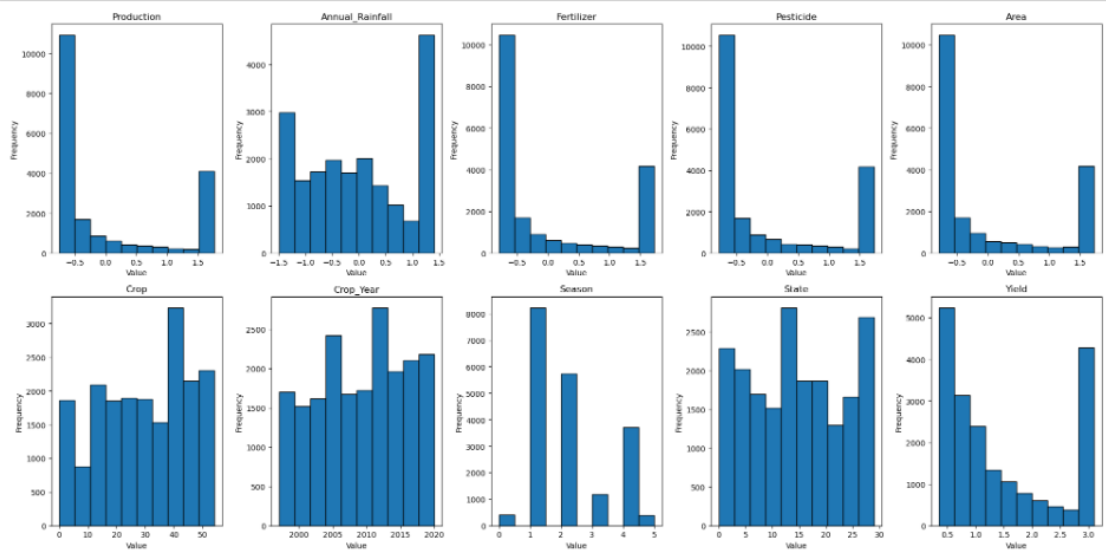 Production
Annual_Rainfall
Fertilizer
Pesticide
Area
10000
8000
6000
4000
2000
0
Frequency
−0.5 0.0 0.5 1.0 1.5
Value
4000
3000
2000
1000
0
Frequency
−1.5 −1.0 −0.5 0.0 0.5 1.0 1.5
Value
10000
8000
6000
4000
2000
0
Frequency
−0.5 0.0 0.5 1.0 1.5
Value
10000
8000
6000
4000
2000
0
Frequency
−0.5 0.0 0.5 1.0 1.5
Value
10000
8000
6000
4000
2000
0
Frequency
−0.5 0.0 0.5 1.0 1.5
Value
Crop
Crop_Year
Season
State
Yield
3000
2500
2000
1500
1000
500
0
Frequency
0 10 20 30 40 50
Value
2500
2000
1500
1000
500
0
Frequency
2000 2005 2010 2015 2020
Value
8000
7000
6000
5000
4000
3000
2000
1000
0
Frequency
0 1 2 3 4 5
Value
2500
2000
1500
1000
500
0
Frequency
0 5 10 15 20 25 30
Value
5000
4000
3000
2000
1000
0
Frequency
0.5 1.0 1.5 2.0 2.5 3.0
Value